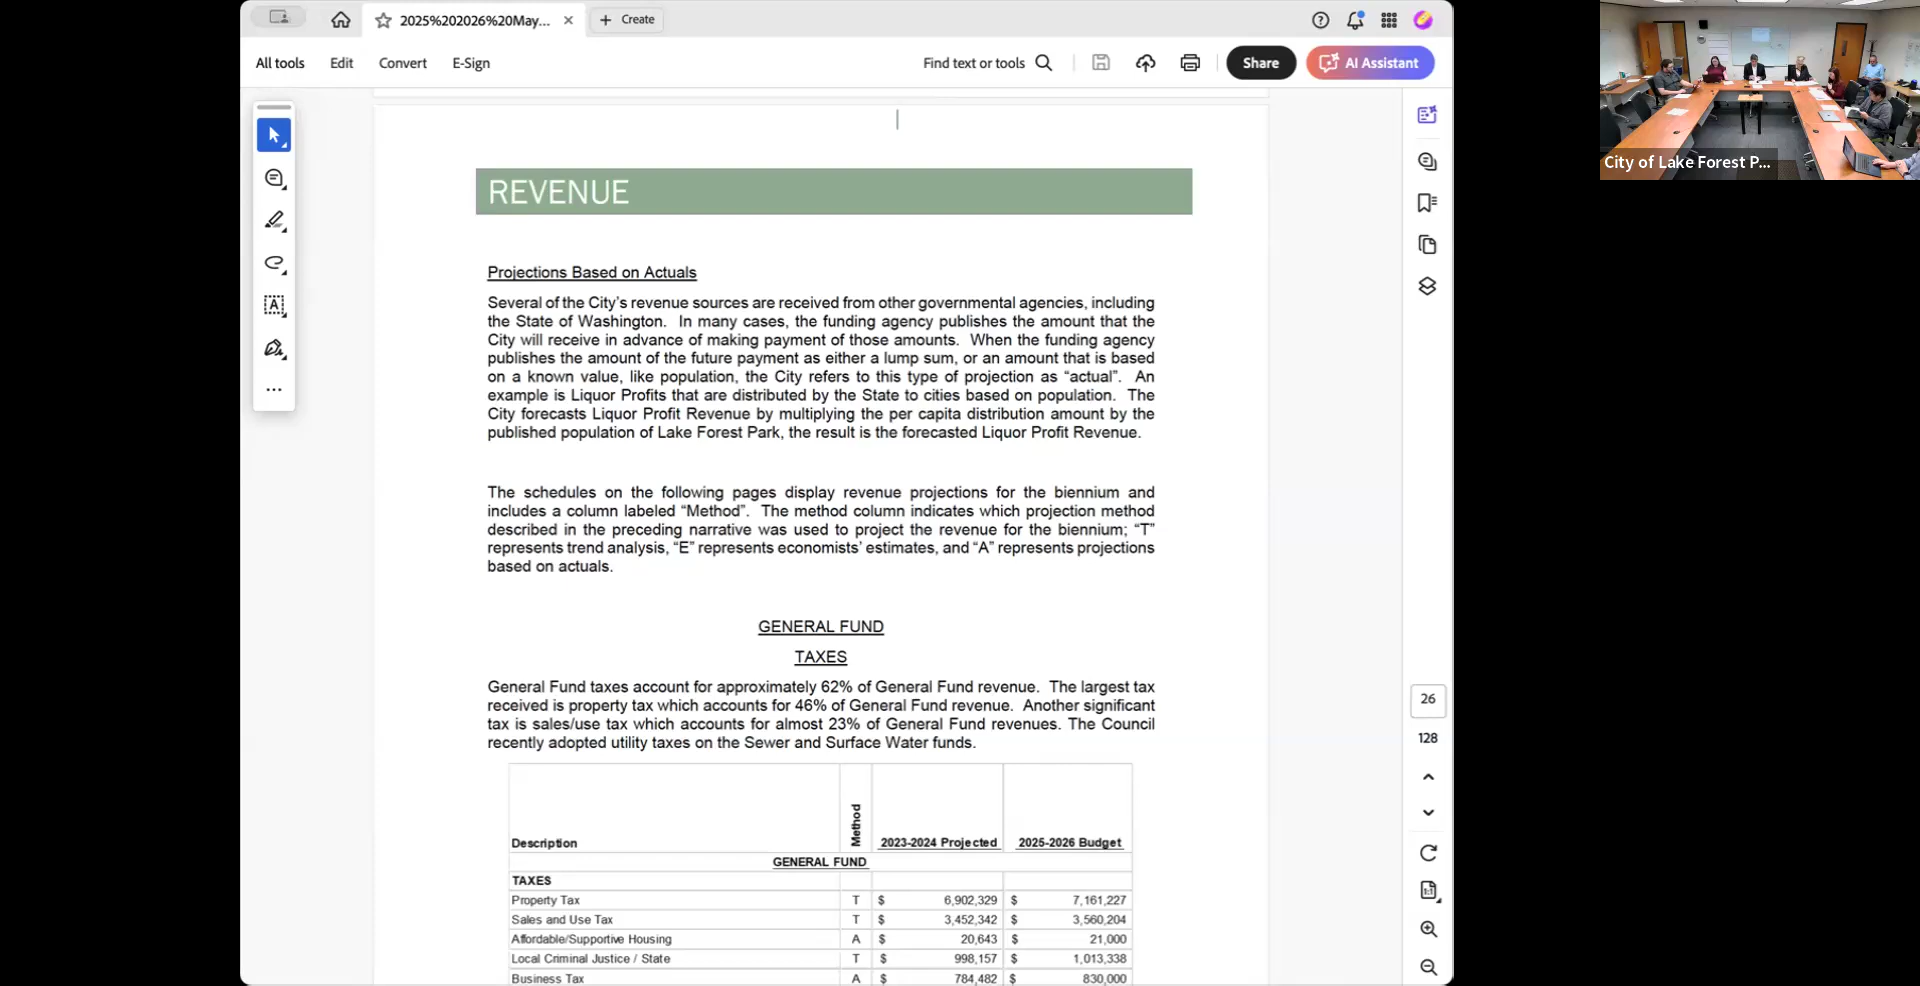 2025%202026%20May...
Create
All tools
Edit
Convert
E-Sign
Find text or tools
Share
AI Assistant
City of Lake Forest P...
REVENUE
Projections Based on Actuals
Several of the City's revenue sources are received from other governmental agencies, including
the State of Washington. In many cases, the funding agency publishes the amount that the
City will receive in advance of making payment of those amounts. When the funding agency
publishes the amount of the future payment as either a lump sum, or an amount that is based
on a known value, like population, the City refers to this type of projection as “actual”. An
example is Liquor Profits that are distributed by the State to cities based on population. The
City forecasts Liquor Profit Revenue by multiplying the per capita distribution amount by the
published population of Lake Forest Park, the result is the forecasted Liquor Profit Revenue.
The schedules on the following pages display revenue projections for the biennium and
includes a column labeled “Method”. The method column indicates which projection method
described in the preceding narrative was used to project the revenue for the biennium; “T”
represents trend analysis, “E” represents economists’ estimates, and “A” represents projections
based on actuals.
GENERAL FUND
TAXES
General Fund taxes account for approximately 62% of General Fund revenue. The largest tax
received is property tax which accounts for 46% of General Fund revenue. Another significant
tax is sales/use tax which accounts for almost 23% of General Fund revenues. The Council
recently adopted utility taxes on the Sewer and Surface Water funds.
Description Method 2023-2024 Projected 2025-2026 Budget
GENERAL FUND
TAXES
Property Tax T $ 6,902,329 $ 7,161,227
Sales and Use Tax T $ 3,452,342 $ 3,560,204
Affordable/Supportive Housing A $ 20,643 $ 21,000
Local Criminal Justice / State T $ 998,157 $ 1,013,338
Business Tax A $ 784,482 $ 830,000
26
128